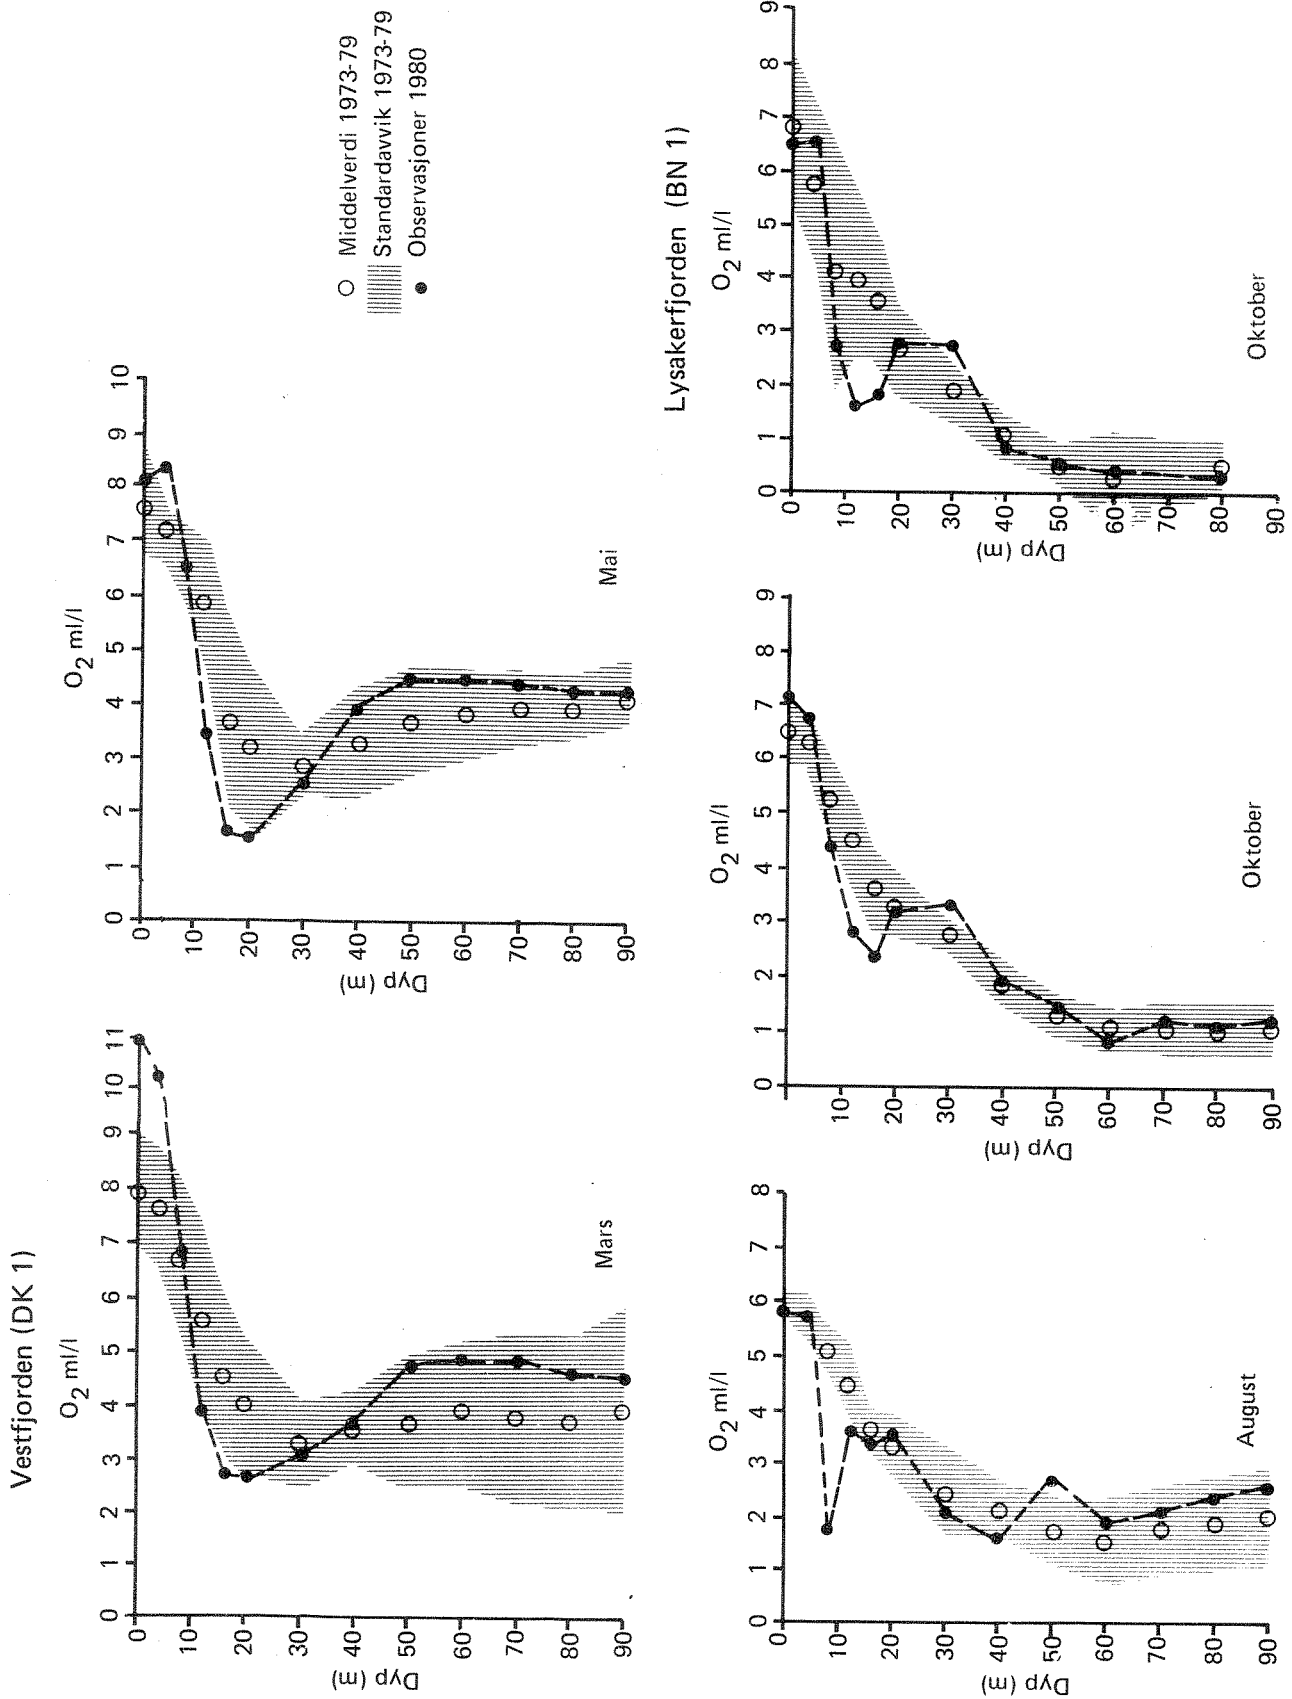 Vestfjorden (DK 1)
O2 ml/l
0 1 2 3 4 5 6 7 8 9 10 11
Dyp (m)
0
10
20
30
40
50
60
70
80
90
Mars
O2 ml/l
0 1 2 3 4 5 6 7 8 9 10
Dyp (m)
0
10
20
30
40
50
60
70
80
90
Mai
Middelverdi 1973-79
Standardavvik 1973-79
Observasjoner 1980
O2 ml/l
0 1 2 3 4 5 6 7 8
Dyp (m)
0
10
20
30
40
50
60
70
80
90
August
O2 ml/l
0 1 2 3 4 5 6 7 8 9
Dyp (m)
10
20
30
40
50
60
70
80
90
Oktober
Lysakerfjorden (BN 1)
O2 ml/l
0 1 2 3 4 5 6 7 8 9
Dyp (m)
0
10
20
30
40
50
60
70
80
90
Oktober